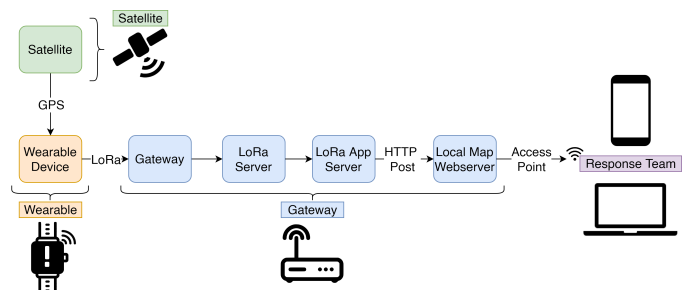 Satellite
Satellite
GPS
Wearable
Device
LoRa
Gateway
LoRa
Server
LoRa App
Server
HTTP
Post
Local Map
Webserver
Access
Point
Response Team
Wearable
Gateway